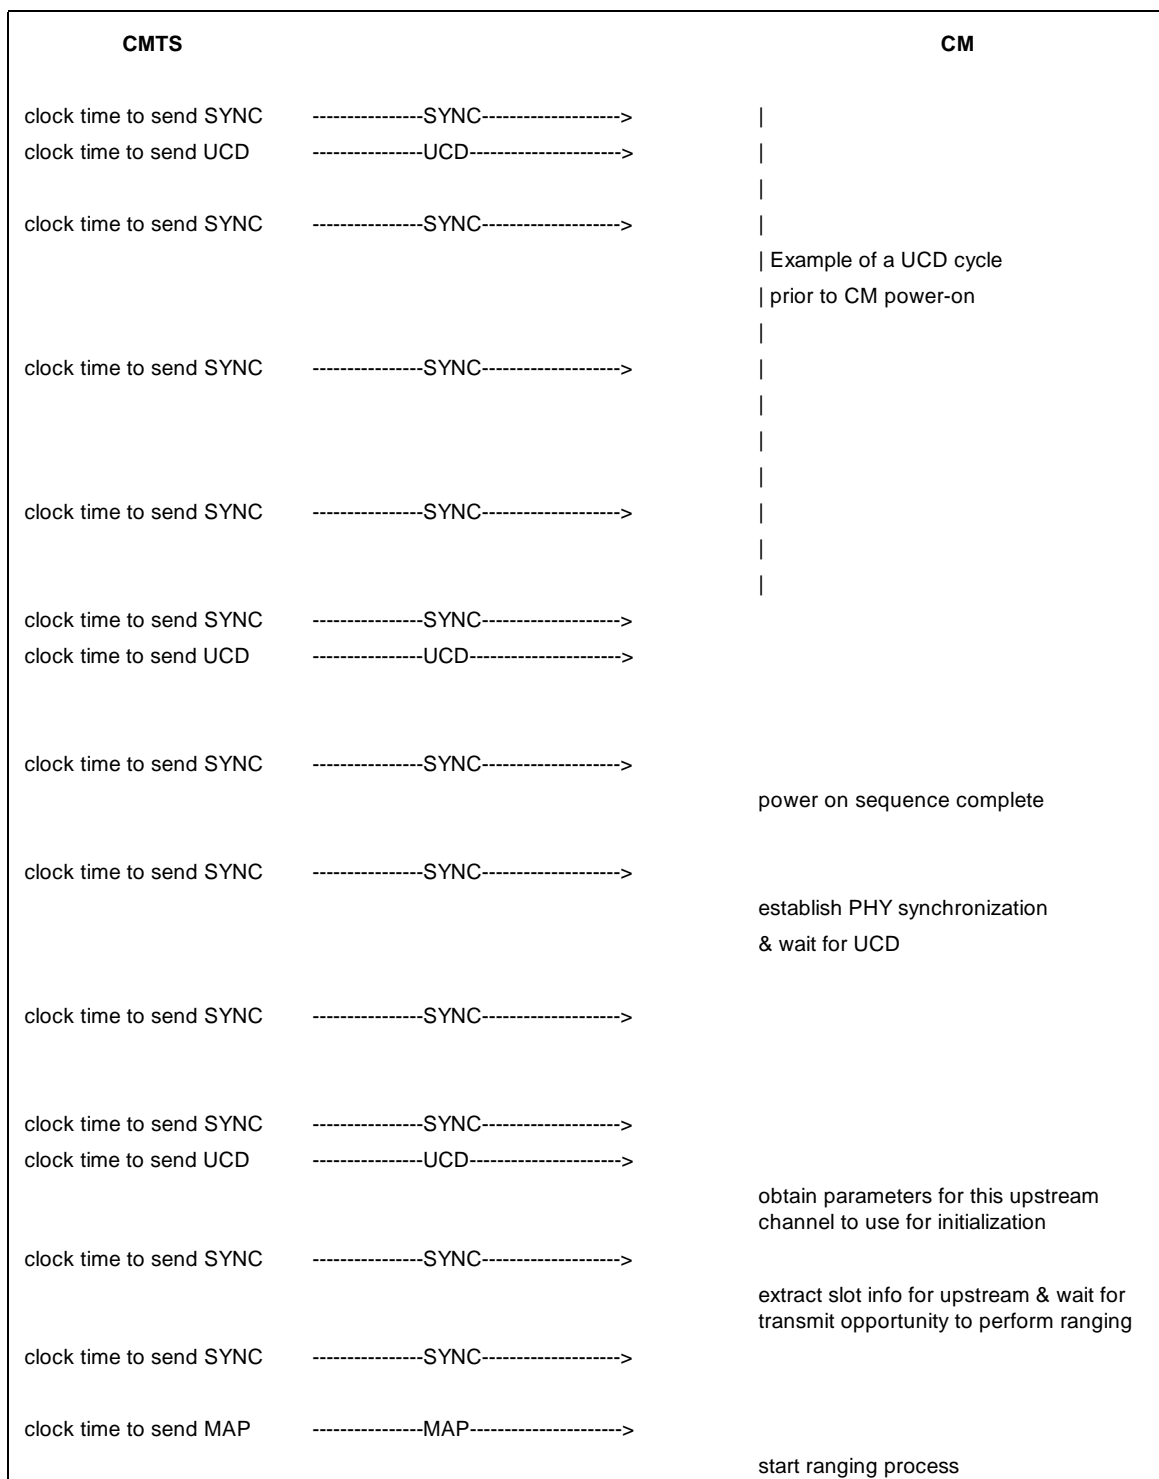 CMTS CM
clock time to send SYNC ----------------SYNC--------------------> |
clock time to send UCD ----------------UCD----------------------> |
|
clock time to send SYNC ----------------SYNC--------------------> |
| Example of a UCD cycle
| prior to CM power-on
|
clock time to send SYNC ----------------SYNC--------------------> |
|
|
|
clock time to send SYNC ----------------SYNC--------------------> |
|
|
clock time to send SYNC ----------------SYNC-------------------->
clock time to send UCD ----------------UCD---------------------->
clock time to send SYNC ----------------SYNC-------------------->
power on sequence complete
clock time to send SYNC ----------------SYNC-------------------->
establish PHY synchronization
& wait for UCD
clock time to send SYNC ----------------SYNC-------------------->
clock time to send SYNC ----------------SYNC-------------------->
clock time to send UCD ----------------UCD---------------------->
obtain parameters for this upstream
channel to use for initialization
clock time to send SYNC ----------------SYNC-------------------->
extract slot info for upstream & wait for
transmit opportunity to perform ranging
clock time to send SYNC ----------------SYNC-------------------->
clock time to send MAP ----------------MAP---------------------->
start ranging process